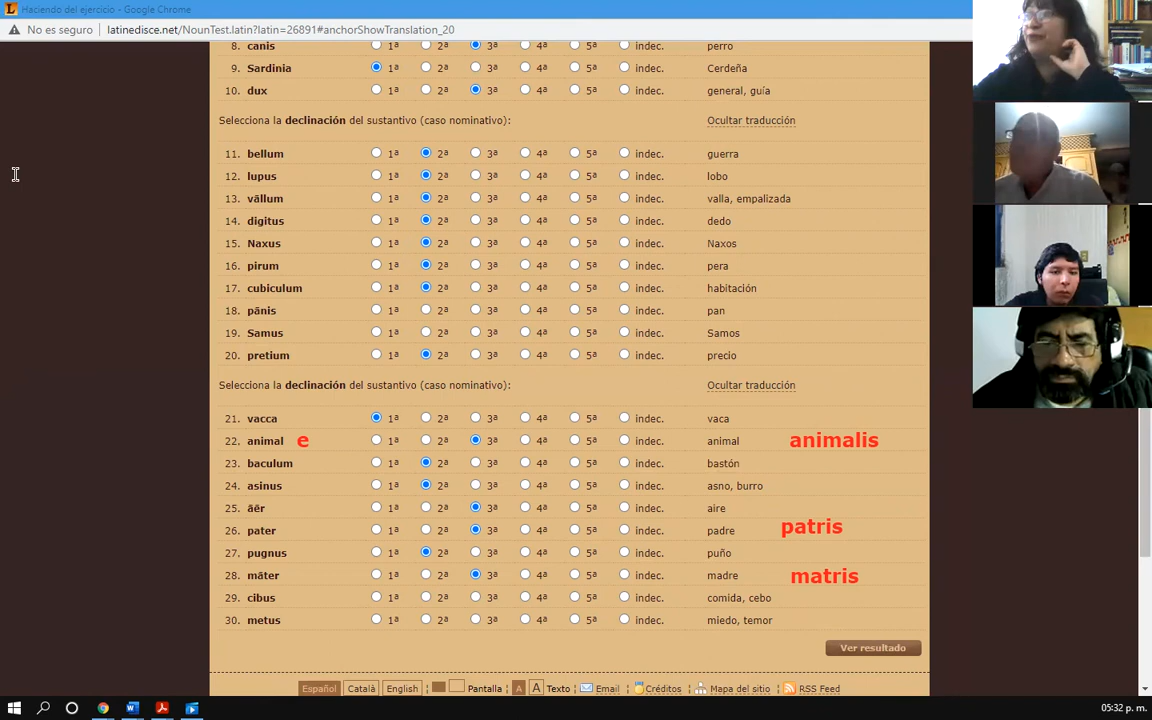 Haciendo del ejercicio - Google Chrome
No es seguro | latinedisce.net/NounTest.latin?latin=26891#anchorShowTranslation_20
8. canis 1ª 2ª 3ª 4ª 5ª indec. perro
9. Sardinia 1ª 2ª 3ª 4ª 5ª indec. Cerdeña
10. dux 1ª 2ª 3ª 4ª 5ª indec. general, guía
Selecciona la declinación del sustantivo (caso nominativo): Ocultar traducción
11. bellum 1ª 2ª 3ª 4ª 5ª indec. guerra
12. lupus 1ª 2ª 3ª 4ª 5ª indec. lobo
13. vāllum 1ª 2ª 3ª 4ª 5ª indec. valla, empalizada
14. digitus 1ª 2ª 3ª 4ª 5ª indec. dedo
15. Naxus 1ª 2ª 3ª 4ª 5ª indec. Naxos
16. pirum 1ª 2ª 3ª 4ª 5ª indec. pera
17. cubiculum 1ª 2ª 3ª 4ª 5ª indec. habitación
18. pānis 1ª 2ª 3ª 4ª 5ª indec. pan
19. Samus 1ª 2ª 3ª 4ª 5ª indec. Samos
20. pretium 1ª 2ª 3ª 4ª 5ª indec. precio
Selecciona la declinación del sustantivo (caso nominativo): Ocultar traducción
21. vacca 1ª 2ª 3ª 4ª 5ª indec. vaca
22. animal e 1ª 2ª 3ª 4ª 5ª indec. animal animalis
23. baculum 1ª 2ª 3ª 4ª 5ª indec. bastón
24. asinus 1ª 2ª 3ª 4ª 5ª indec. asno, burro
25. āēr 1ª 2ª 3ª 4ª 5ª indec. aire
26. pater 1ª 2ª 3ª 4ª 5ª indec. padre patris
27. pugnus 1ª 2ª 3ª 4ª 5ª indec. puño
28. māter 1ª 2ª 3ª 4ª 5ª indec. madre matris
29. cibus 1ª 2ª 3ª 4ª 5ª indec. comida, cebo
30. metus 1ª 2ª 3ª 4ª 5ª indec. miedo, temor
Ver resultado
Español Català English | Pantalla | A A Texto | Email | Créditos | Mapa del sitio | RSS Feed
05:32 p. m.